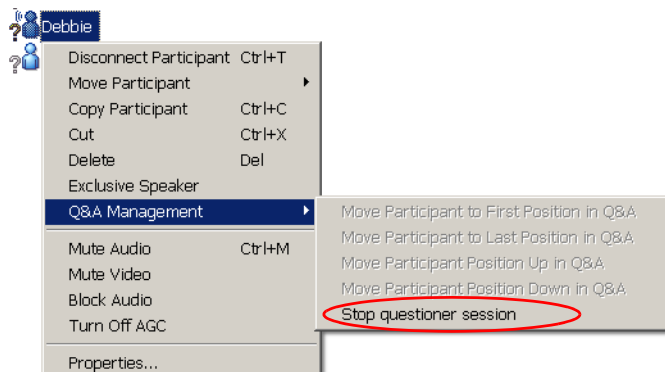 Debbie
Disconnect Participant Ctrl+T
Move Participant
Copy Participant Ctrl+C
Cut Ctrl+X
Delete Del
Exclusive Speaker
Q&A Management
Move Participant to First Position in Q&A
Move Participant to Last Position in Q&A
Move Participant Position Up in Q&A
Move Participant Position Down in Q&A
Stop questioner session
Mute Audio Ctrl+M
Mute Video
Block Audio
Turn Off AGC
Properties...